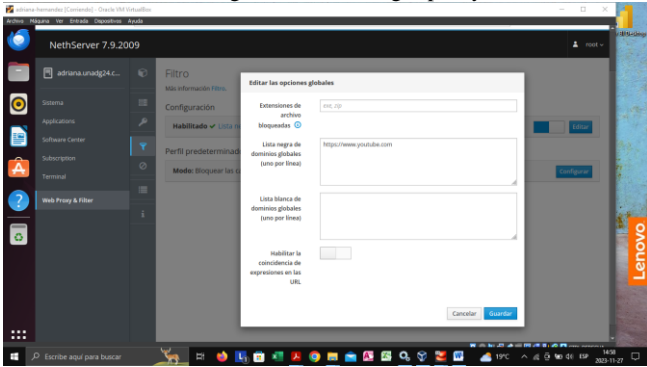 adriana-hernandez [Corriendo] - Oracle VM VirtualBox
Archivo Máquina Ver Entrada Dispositivos Ayuda
NethServer 7.9.2009
root
adriana.unadg24.c...
Sistema
Applications
Software Center
Subscription
Terminal
Web Proxy & Filter
Filtro
Más información Filtro.
Configuración
Habilitado ✔ Lista n
Editar
Perfil predeterminad
Modo: Bloquear las c
Configurar
Editar las opciones globales
Extensiones de
archivo
bloqueadas
exe,zip
Lista negra de
dominios globales
(uno por línea)
https://www.youtube.com
Lista blanca de
dominios globales
(uno por línea)
Habilitar la
coincidencia de
expresiones en las
URL
Cancelar
Guardar
Lenovo
Escribe aquí para buscar
19°C
ESP
14:58
2023-11-27